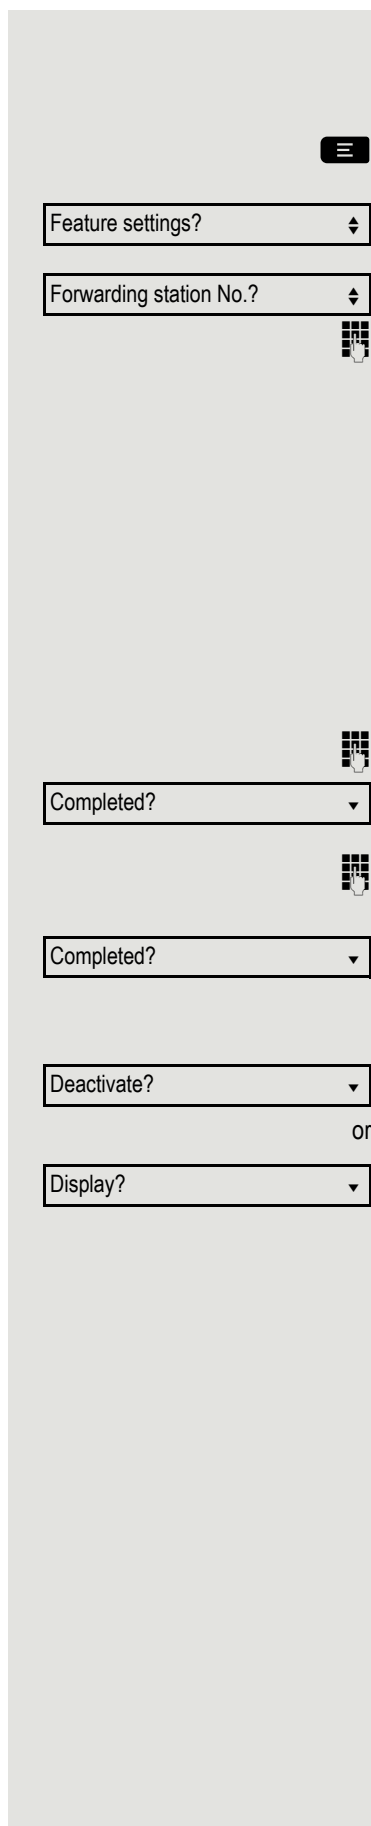 Feature settings?
Forwarding station No.?
Completed?
Completed?
Deactivate?
or
Display?